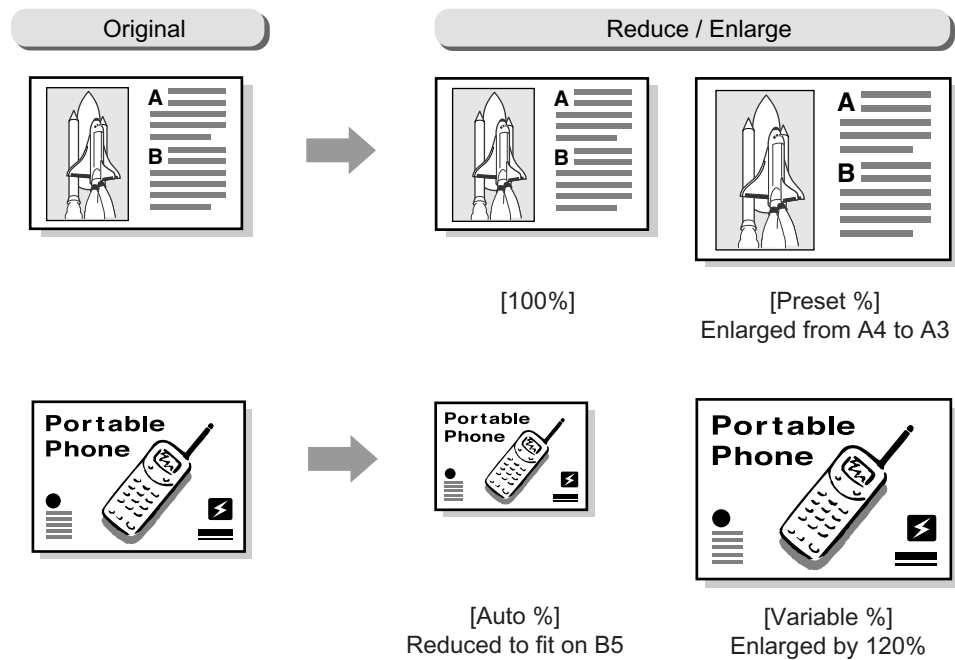 Original
Reduce / Enlarge
A
B
A
B
A
B
[100%]
[Preset %]
Enlarged from A4 to A3
Portable
Phone
Portable
Phone
Portable
Phone
[Auto %]
Reduced to fit on B5
[Variable %]
Enlarged by 120%